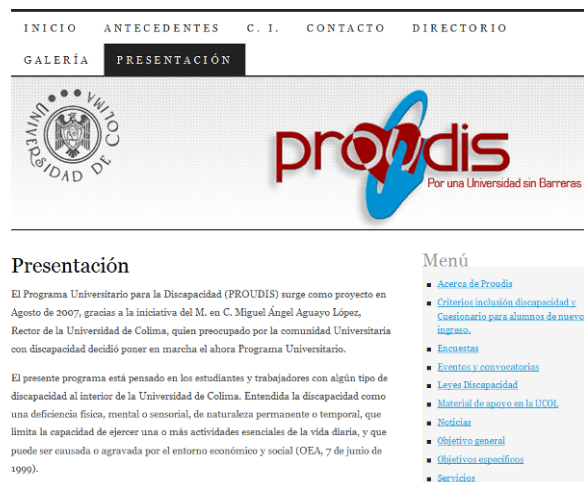 INICIO ANTECEDENTES C. I. CONTACTO DIRECTORIO
GALERÍA PRESENTACIÓN
UNIVERSIDAD DE COLIMA
proudis
Por una Universidad sin Barreras
Presentación
El Programa Universitario para la Discapacidad (PROUDIS) surge como proyecto en
Agosto de 2007, gracias a la iniciativa del M. en C. Miguel Ángel Aguayo López,
Rector de la Universidad de Colima, quien preocupado por la comunidad Universitaria
con discapacidad decidió poner en marcha el ahora Programa Universitario.
El presente programa está pensado en los estudiantes y trabajadores con algún tipo de
discapacidad al interior de la Universidad de Colima. Entendida la discapacidad como
una deficiencia física, mental o sensorial, de naturaleza permanente o temporal, que
limita la capacidad de ejercer una o más actividades esenciales de la vida diaria, y que
puede ser causada o agravada por el entorno económico y social (OEA, 7 de junio de
1999).
Menú
Acerca de Proudis
Criterios inclusión discapacidad y
Cuesionario para alumnos de nuevo
ingreso.
Encuestas
Eventos y convocatorias
Leyes Discapacidad
Material de apoyo en la UCOL
Noticias
Objetivo general
Objetivos específicos
Servicios